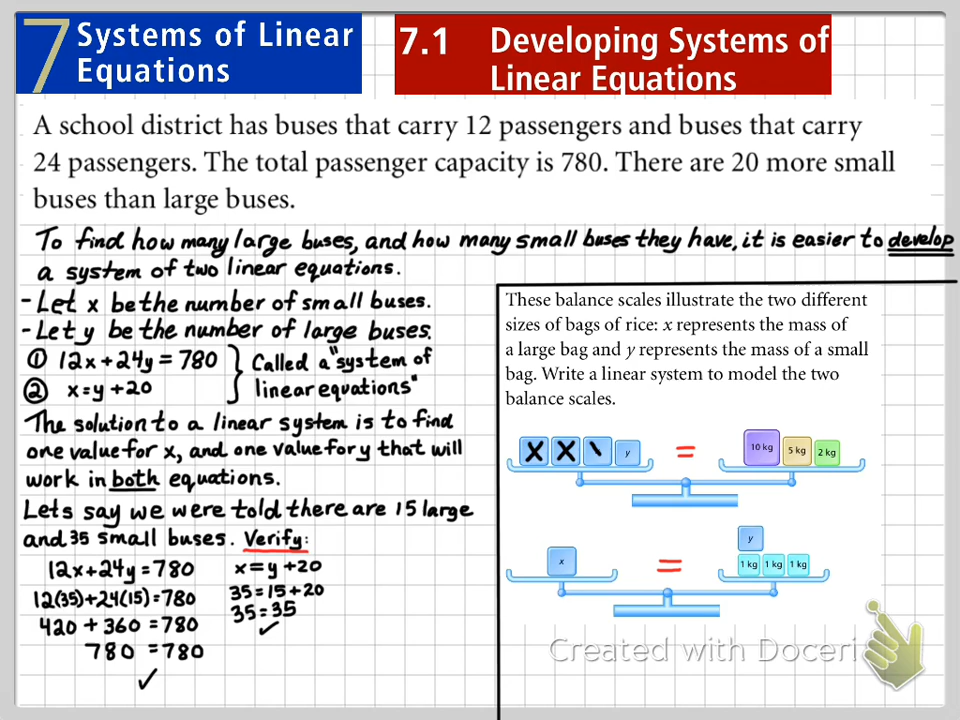 7 Systems of Linear
Equations
7.1 Developing Systems of
Linear Equations
A school district has buses that carry 12 passengers and buses that carry
24 passengers. The total passenger capacity is 780. There are 20 more small
buses than large buses.
To find how many large buses, and how many small buses they have, it is easier to develop
a system of two linear equations.
- Let x be the number of small buses.
- Let y be the number of large buses.
① 12x + 24y = 780 } Called a "system of
② x = y + 20 linear equations"
The solution to a linear system is to find
one value for x, and one value for y that will
work in both equations.
Lets say we were told there are 15 large
and 35 small buses. Verify:
12x + 24y = 780
12(35) + 24(15) = 780
420 + 360 = 780
780 = 780
✓
x = y + 20
35 = 15 + 20
35 = 35
✓
These balance scales illustrate the two different
sizes of bags of rice: x represents the mass of
a large bag and y represents the mass of a small
bag. Write a linear system to model the two
balance scales.
X X \ y = 10 kg 5 kg 2 kg
y
x = 1 kg 1 kg 1 kg
Created with Doceri